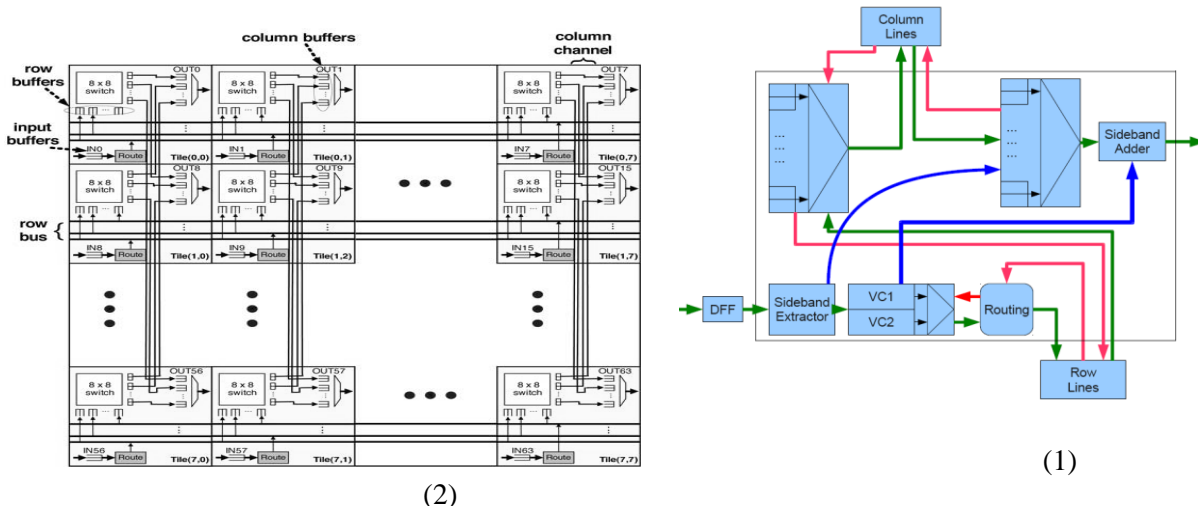 column buffers
column
channel
row
buffers
input
buffers
row
bus
8 x 8
switch
OUT0
IN0
Route
Tile(0,0)
8 x 8
switch
OUT1
IN1
Route
Tile(0,1)
8 x 8
switch
OUT7
IN7
Route
Tile(0,7)
8 x 8
switch
OUT8
IN8
Route
Tile(1,0)
8 x 8
switch
OUT9
IN9
Route
Tile(1,2)
8 x 8
switch
OUT15
IN15
Route
Tile(1,7)
8 x 8
switch
OUT56
IN56
Route
Tile(7,0)
8 x 8
switch
OUT57
IN57
Route
Tile(7,1)
8 x 8
switch
OUT63
IN63
Route
Tile(7,7)
(2)
Column
Lines
...
...
...
...
Sideband
Adder
DFF
Sideband
Extractor
VC1
VC2
Routing
Row
Lines
(1)